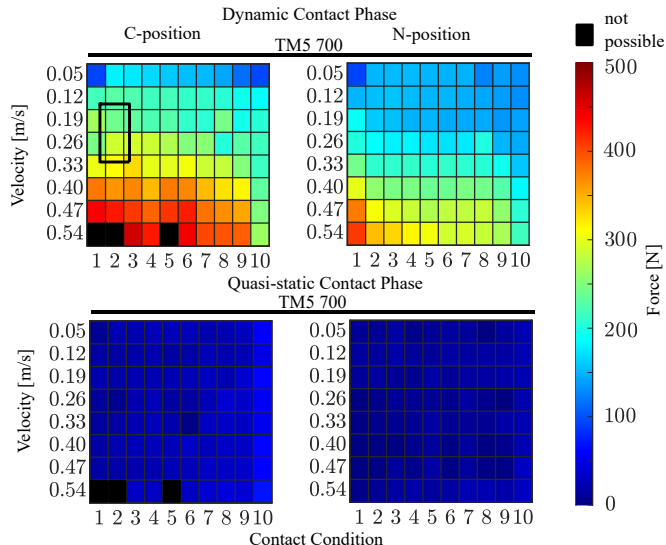 Dynamic Contact Phase
C-position
N-position
TM5 700
not
possible
Velocity [m/s]
0.05
0.12
0.19
0.26
0.33
0.40
0.47
0.54
1 2 3 4 5 6 7 8 9 10
0.05
0.12
0.19
0.26
0.33
0.40
0.47
0.54
1 2 3 4 5 6 7 8 9 10
Quasi-static Contact Phase
TM5 700
Velocity [m/s]
0.05
0.12
0.19
0.26
0.33
0.40
0.47
0.54
1 2 3 4 5 6 7 8 9 10
0.05
0.12
0.19
0.26
0.33
0.40
0.47
0.54
1 2 3 4 5 6 7 8 9 10
Contact Condition
500
400
300
200
100
0
Force [N]